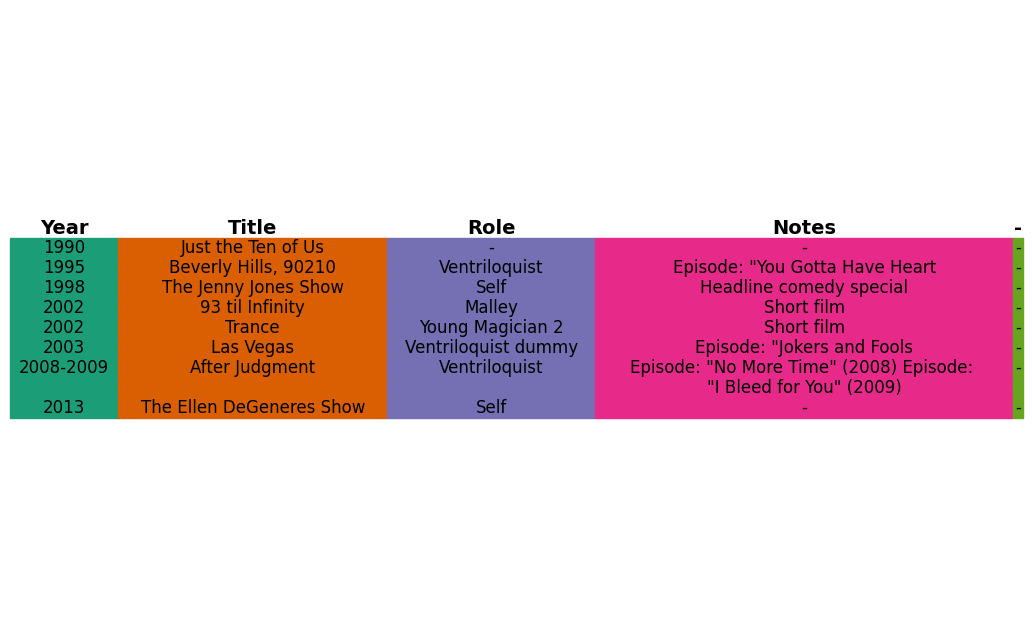 Year Title Role Notes -
1990 Just the Ten of Us - - -
1995 Beverly Hills, 90210 Ventriloquist Episode: "You Gotta Have Heart -
1998 The Jenny Jones Show Self Headline comedy special -
2002 93 til Infinity Malley Short film -
2002 Trance Young Magician 2 Short film -
2003 Las Vegas Ventriloquist dummy Episode: "Jokers and Fools -
2008-2009 After Judgment Ventriloquist Episode: "No More Time" (2008) Episode: -
"I Bleed for You" (2009)
2013 The Ellen DeGeneres Show Self - -